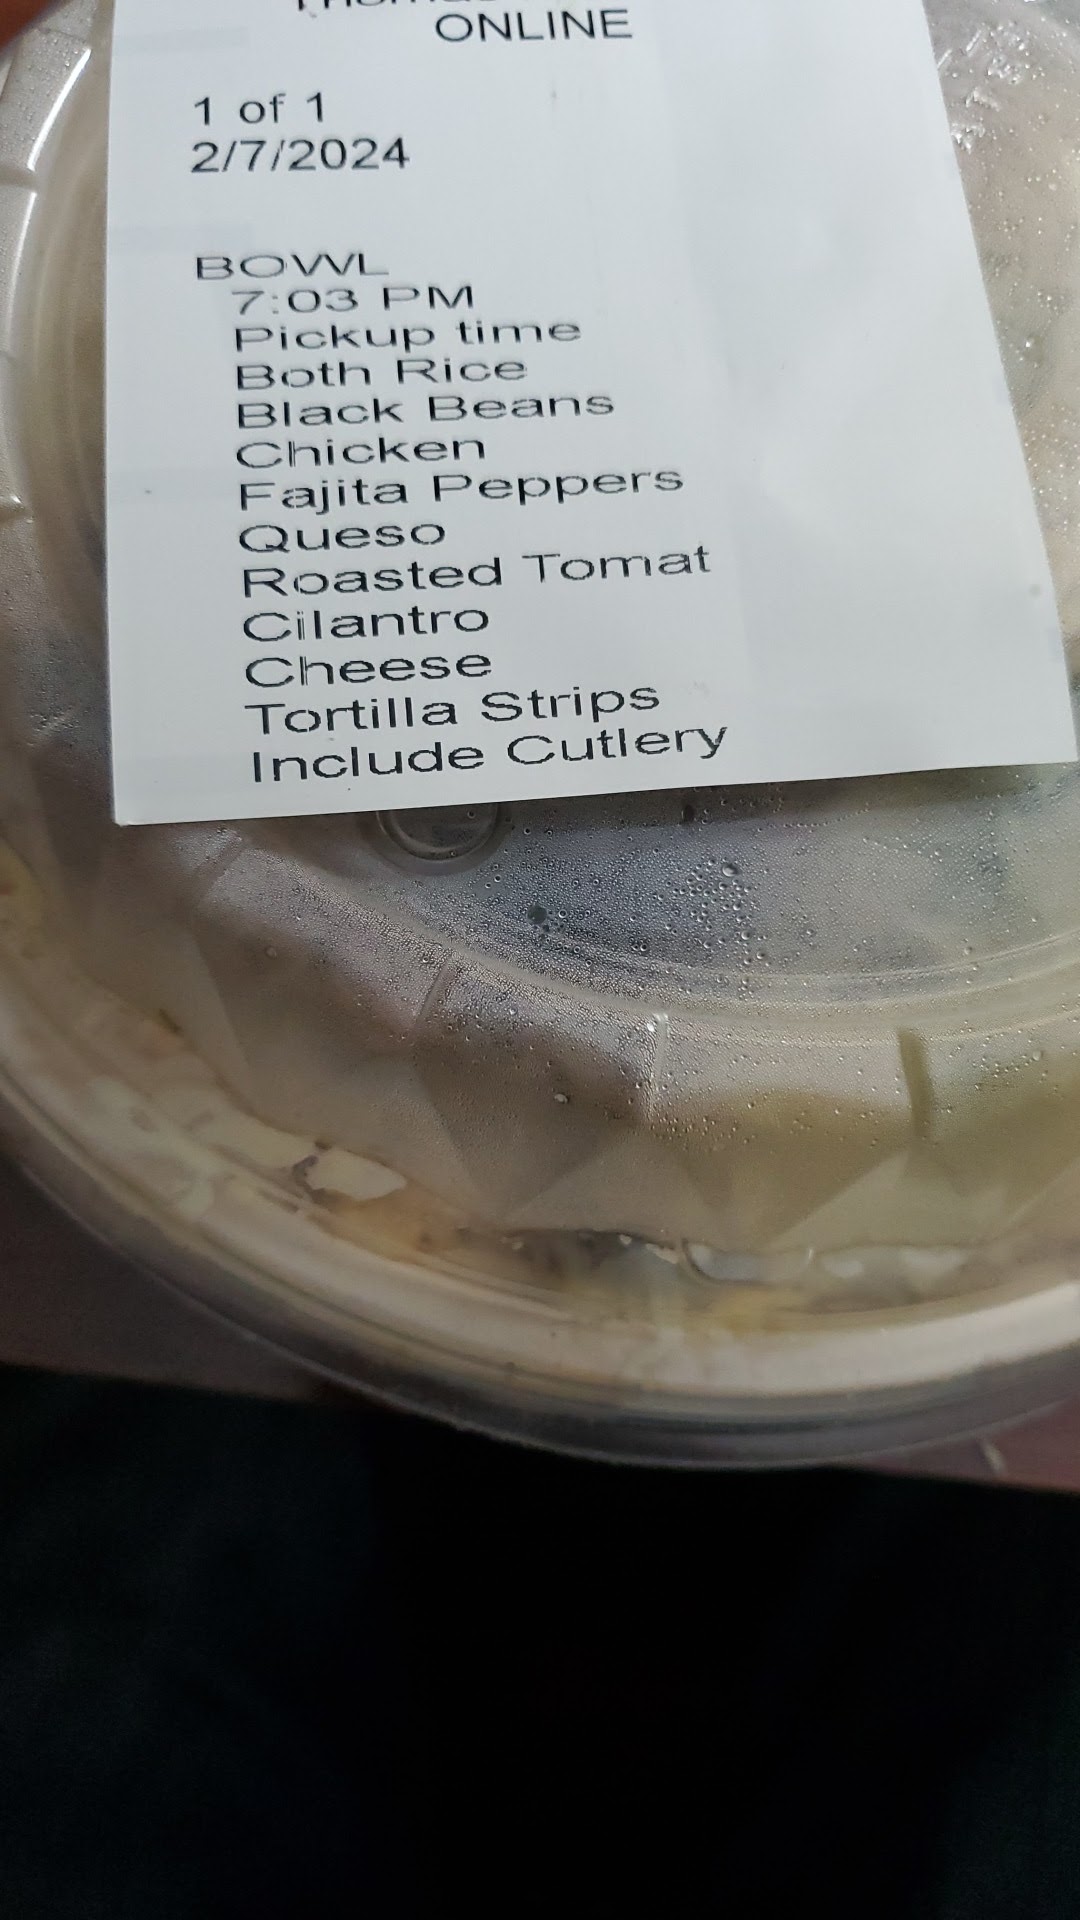 ONLINE
1 of 1
2/7/2024
BOWL
7:03 PM
Pickup time
Both Rice
Black Beans
Chicken
Fajita Peppers
Queso
Roasted Tomat
Cilantro
Cheese
Tortilla Strips
Include Cutlery